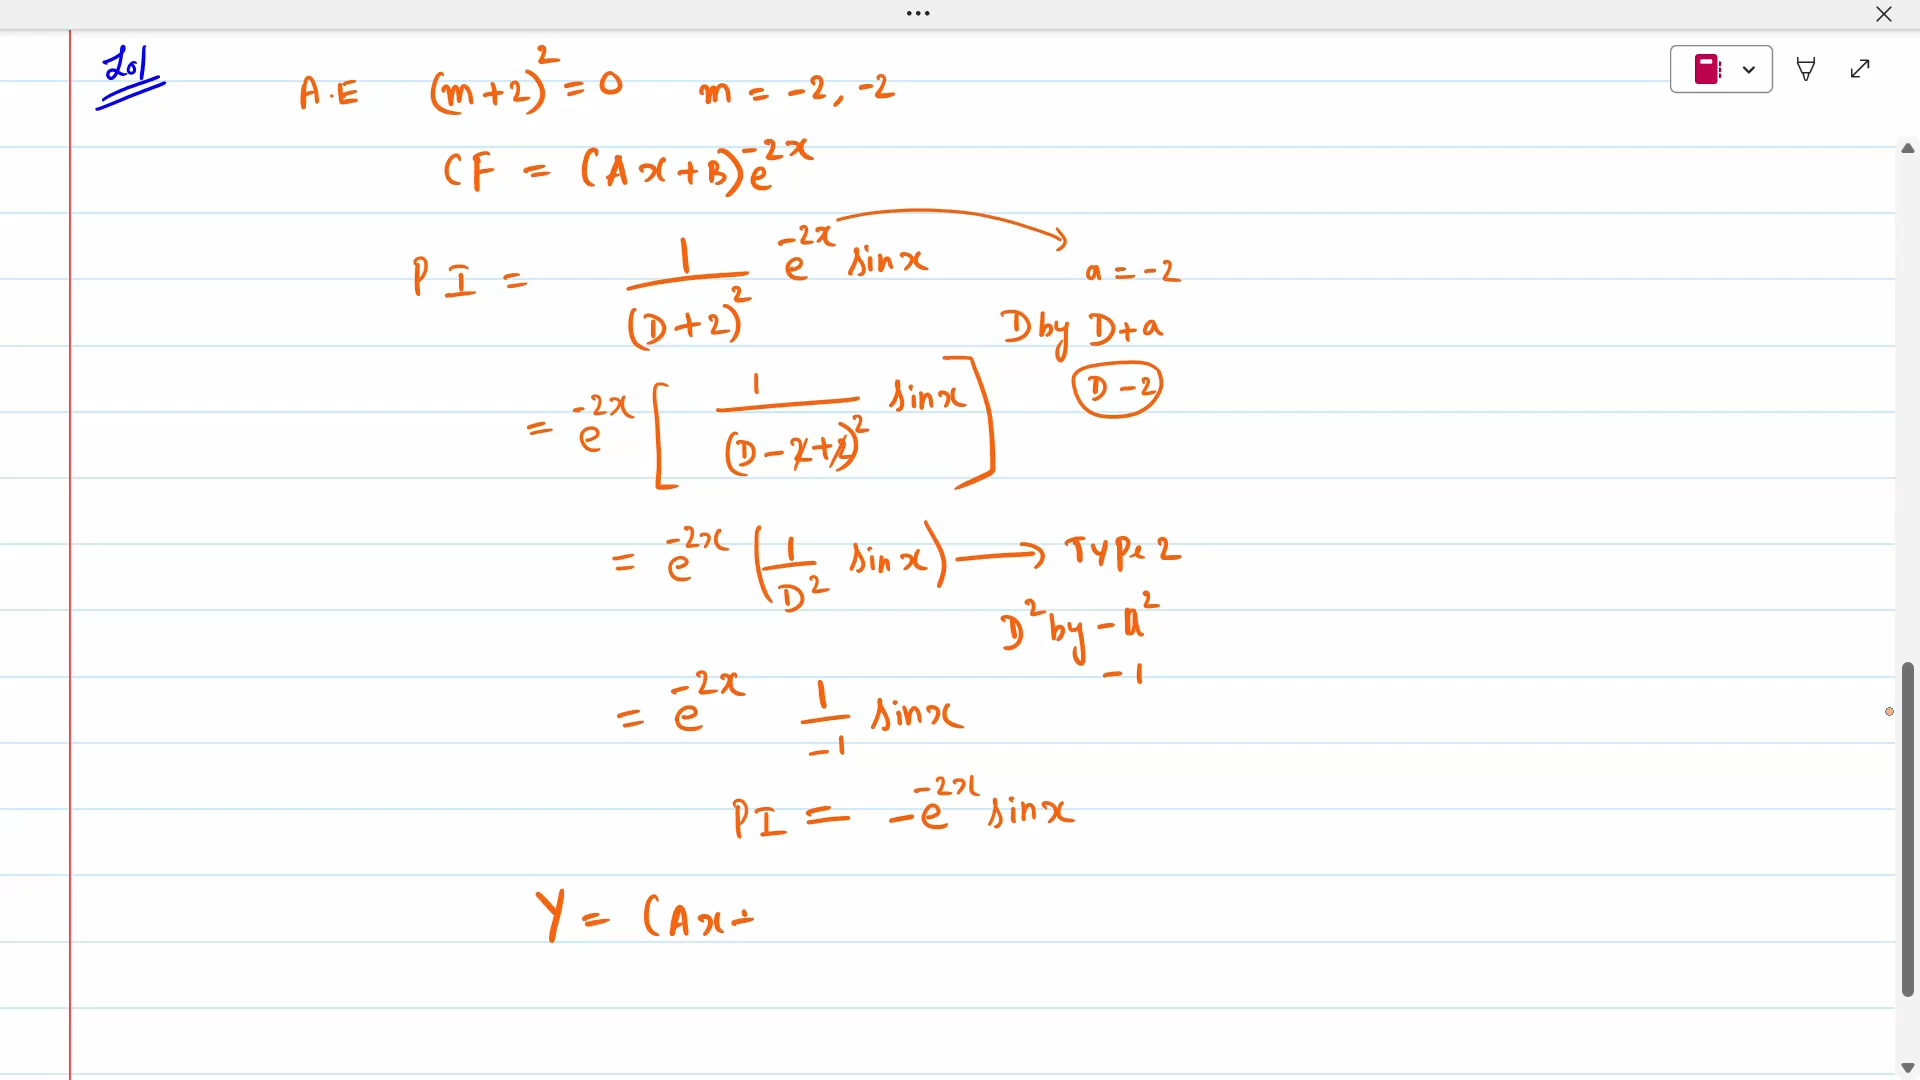 Sol
A.E (m+2)² = 0 m = -2, -2
CF = (Ax+B)e^{-2x}
PI = 1/(D+2)² e^{-2x} sinx a = -2
D by D+a
D-2
= e^{-2x} [ 1/(D-2+2)² sinx ]
= e^{-2x} ( 1/D² sinx ) → Type 2
D² by -a²
-1
= e^{-2x} 1/-1 sinx
PI = -e^{-2x} sinx
Y = (Ax+